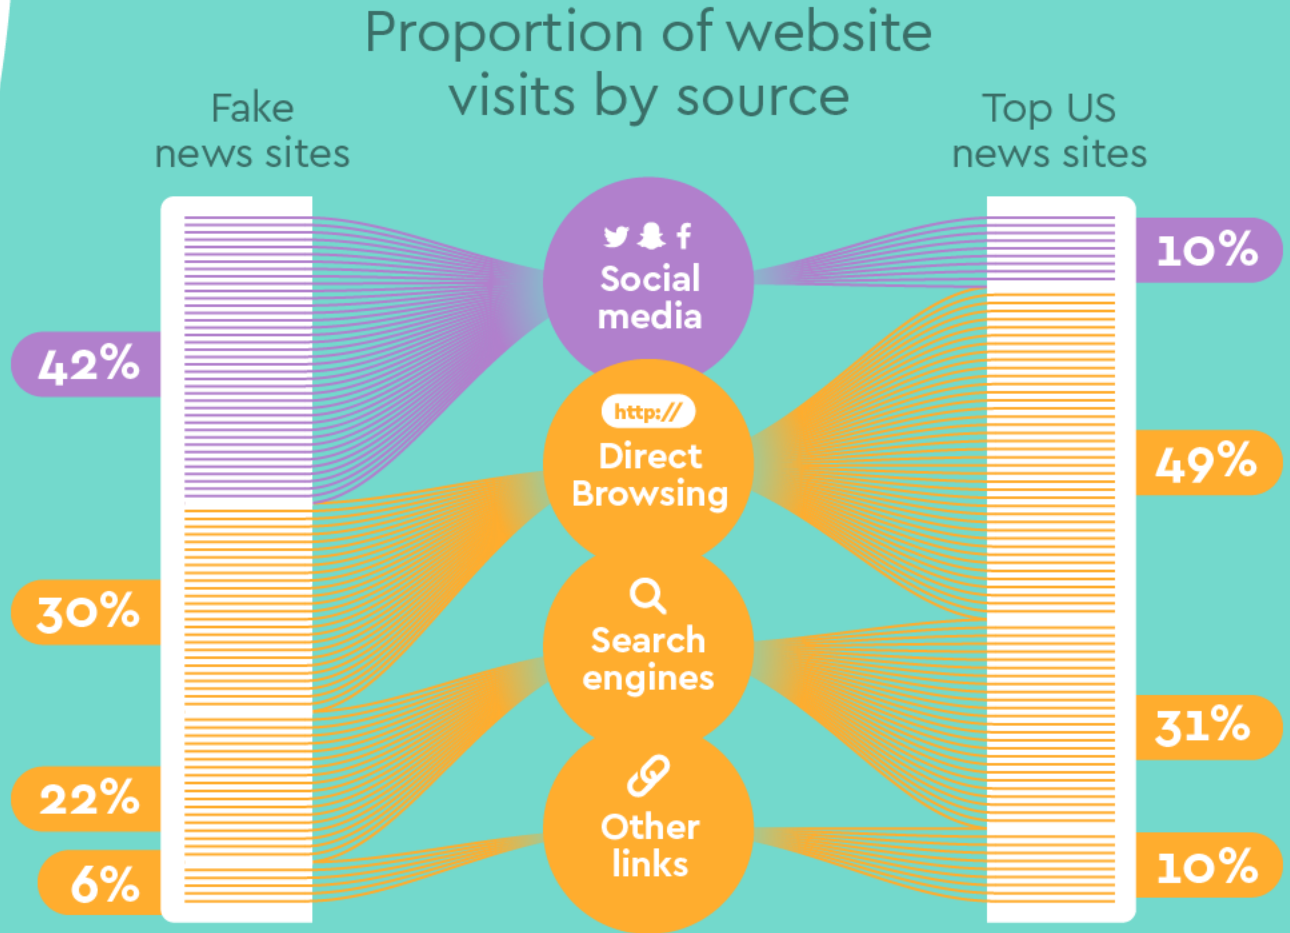 Proportion of website
visits by source
Fake
news sites
Top US
news sites
Social
media
10%
42%
http://
Direct
Browsing
49%
30%
Search
engines
31%
22%
Other
links
6%
10%